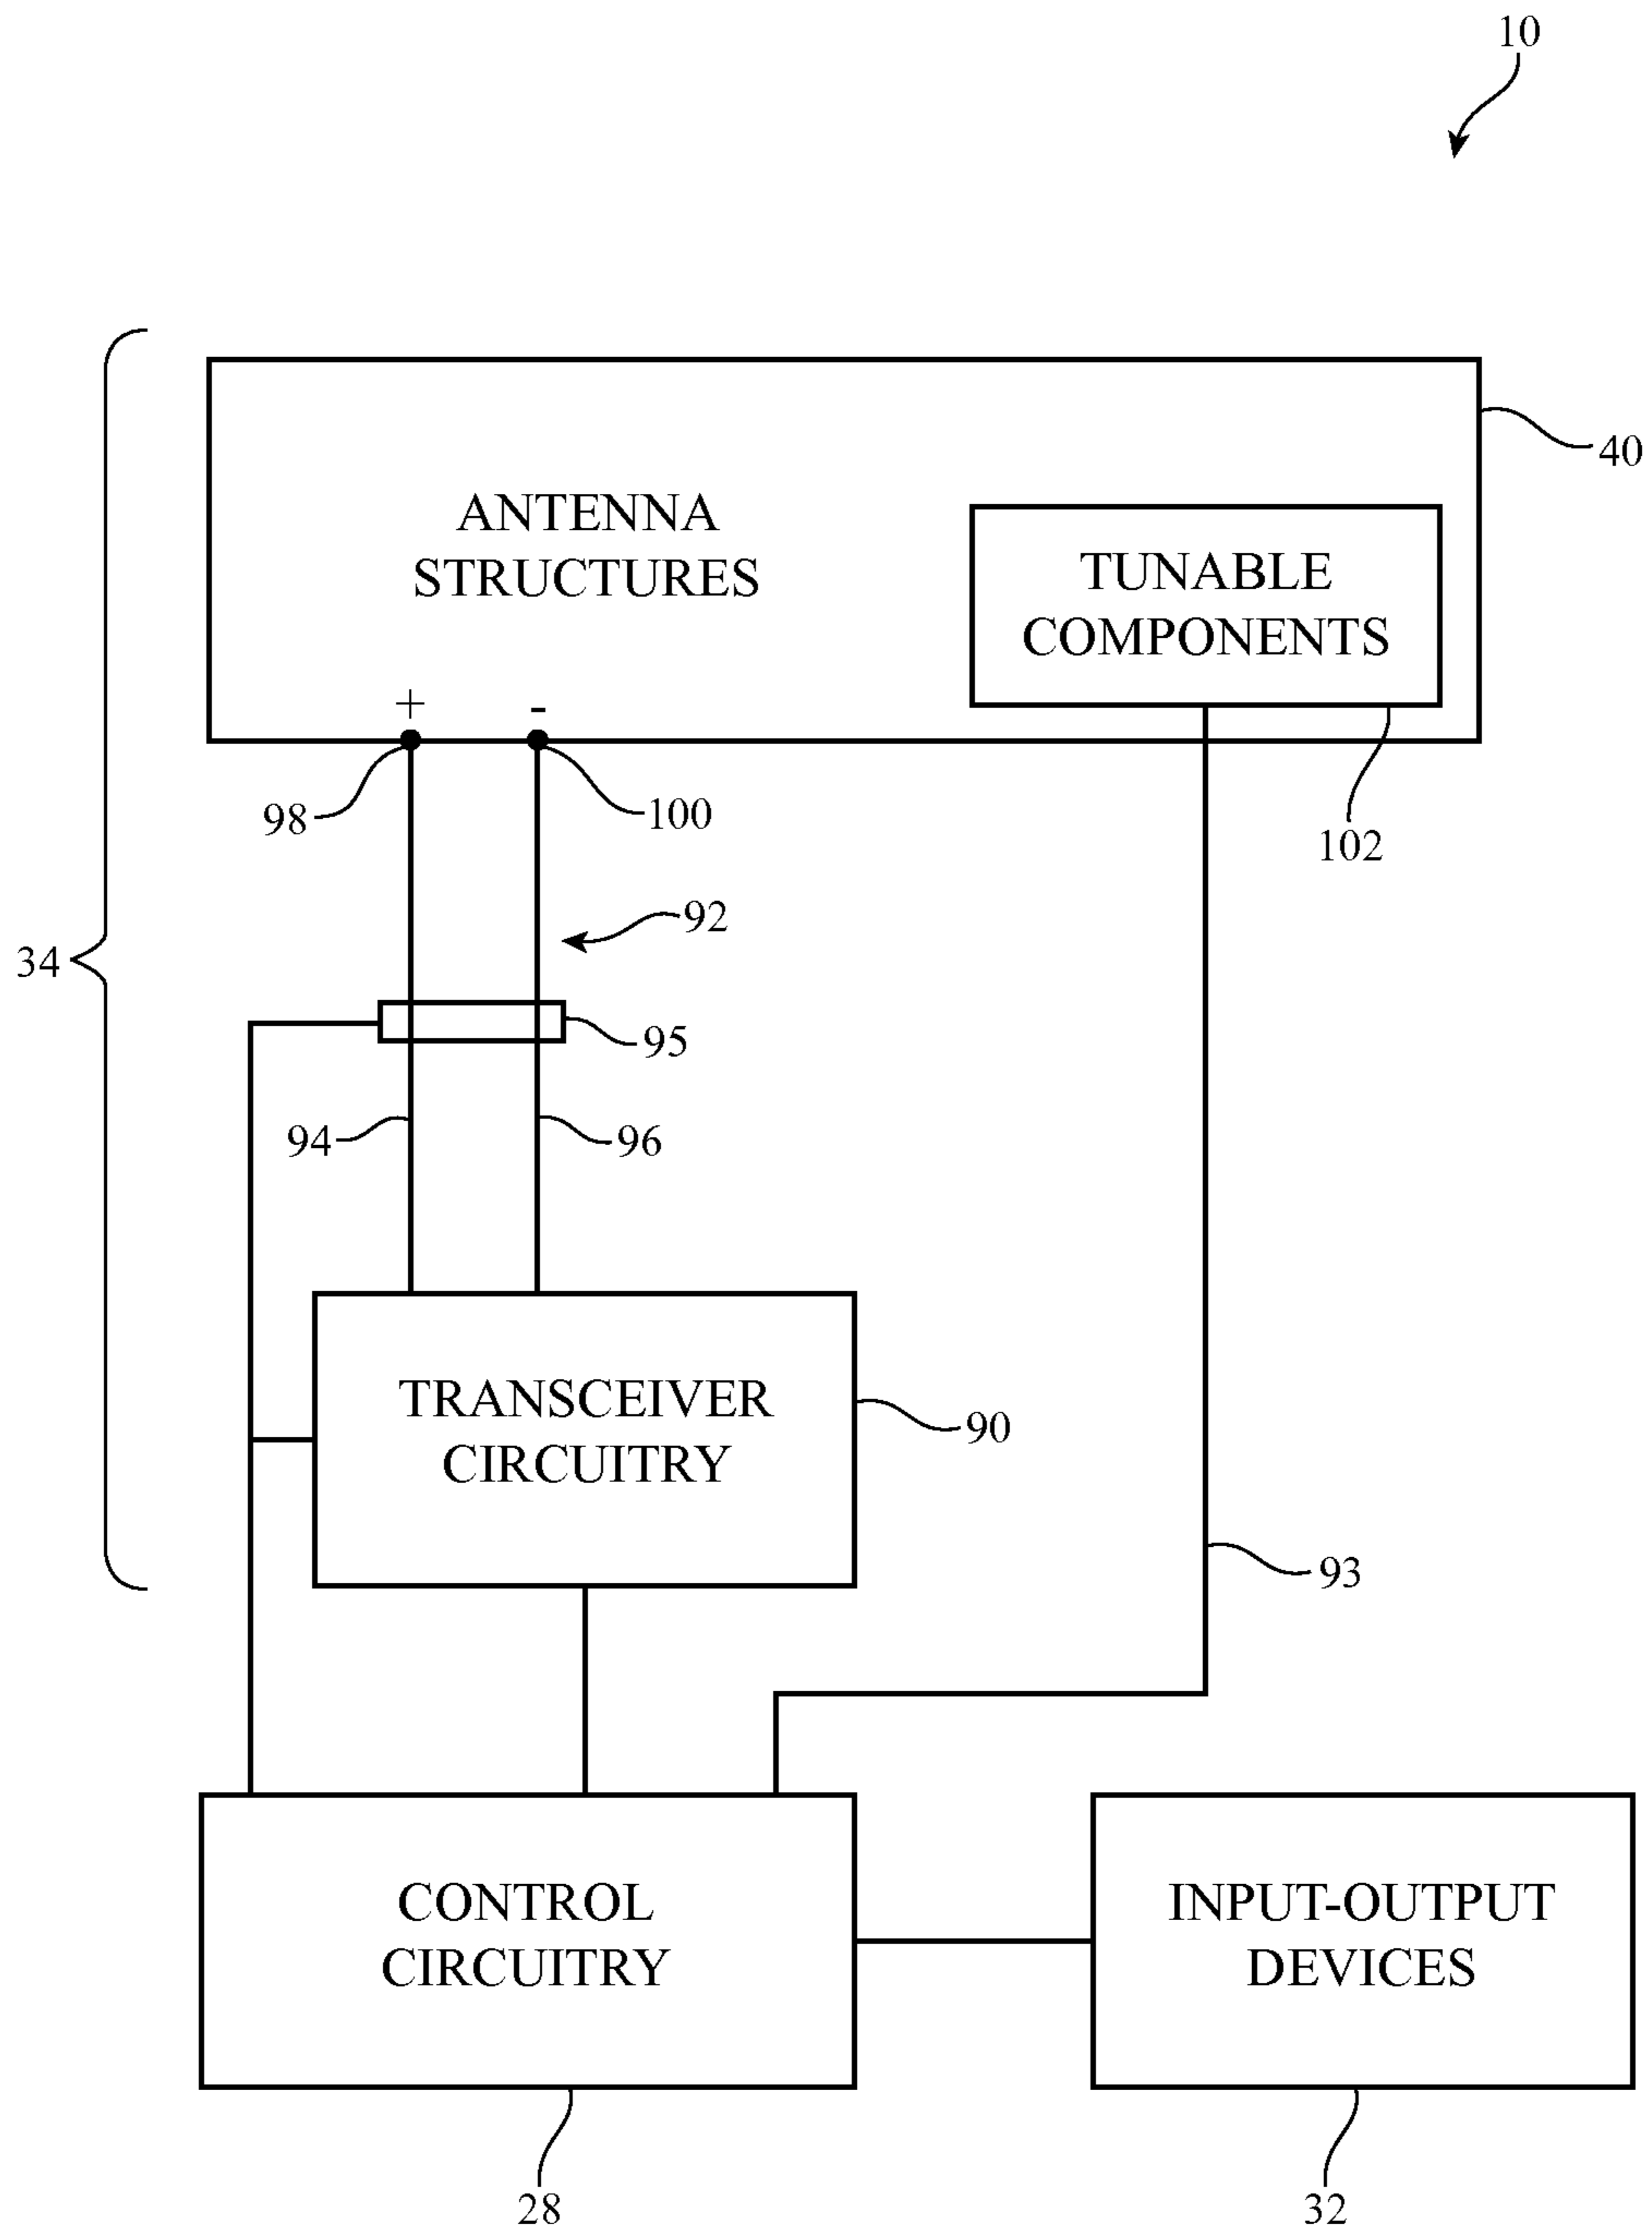 10
40
ANTENNA
STRUCTURES
TUNABLE
COMPONENTS
+
-
98
100
102
92
34
95
94
96
TRANSCEIVER
CIRCUITRY
90
93
CONTROL
CIRCUITRY
INPUT-OUTPUT
DEVICES
28
32